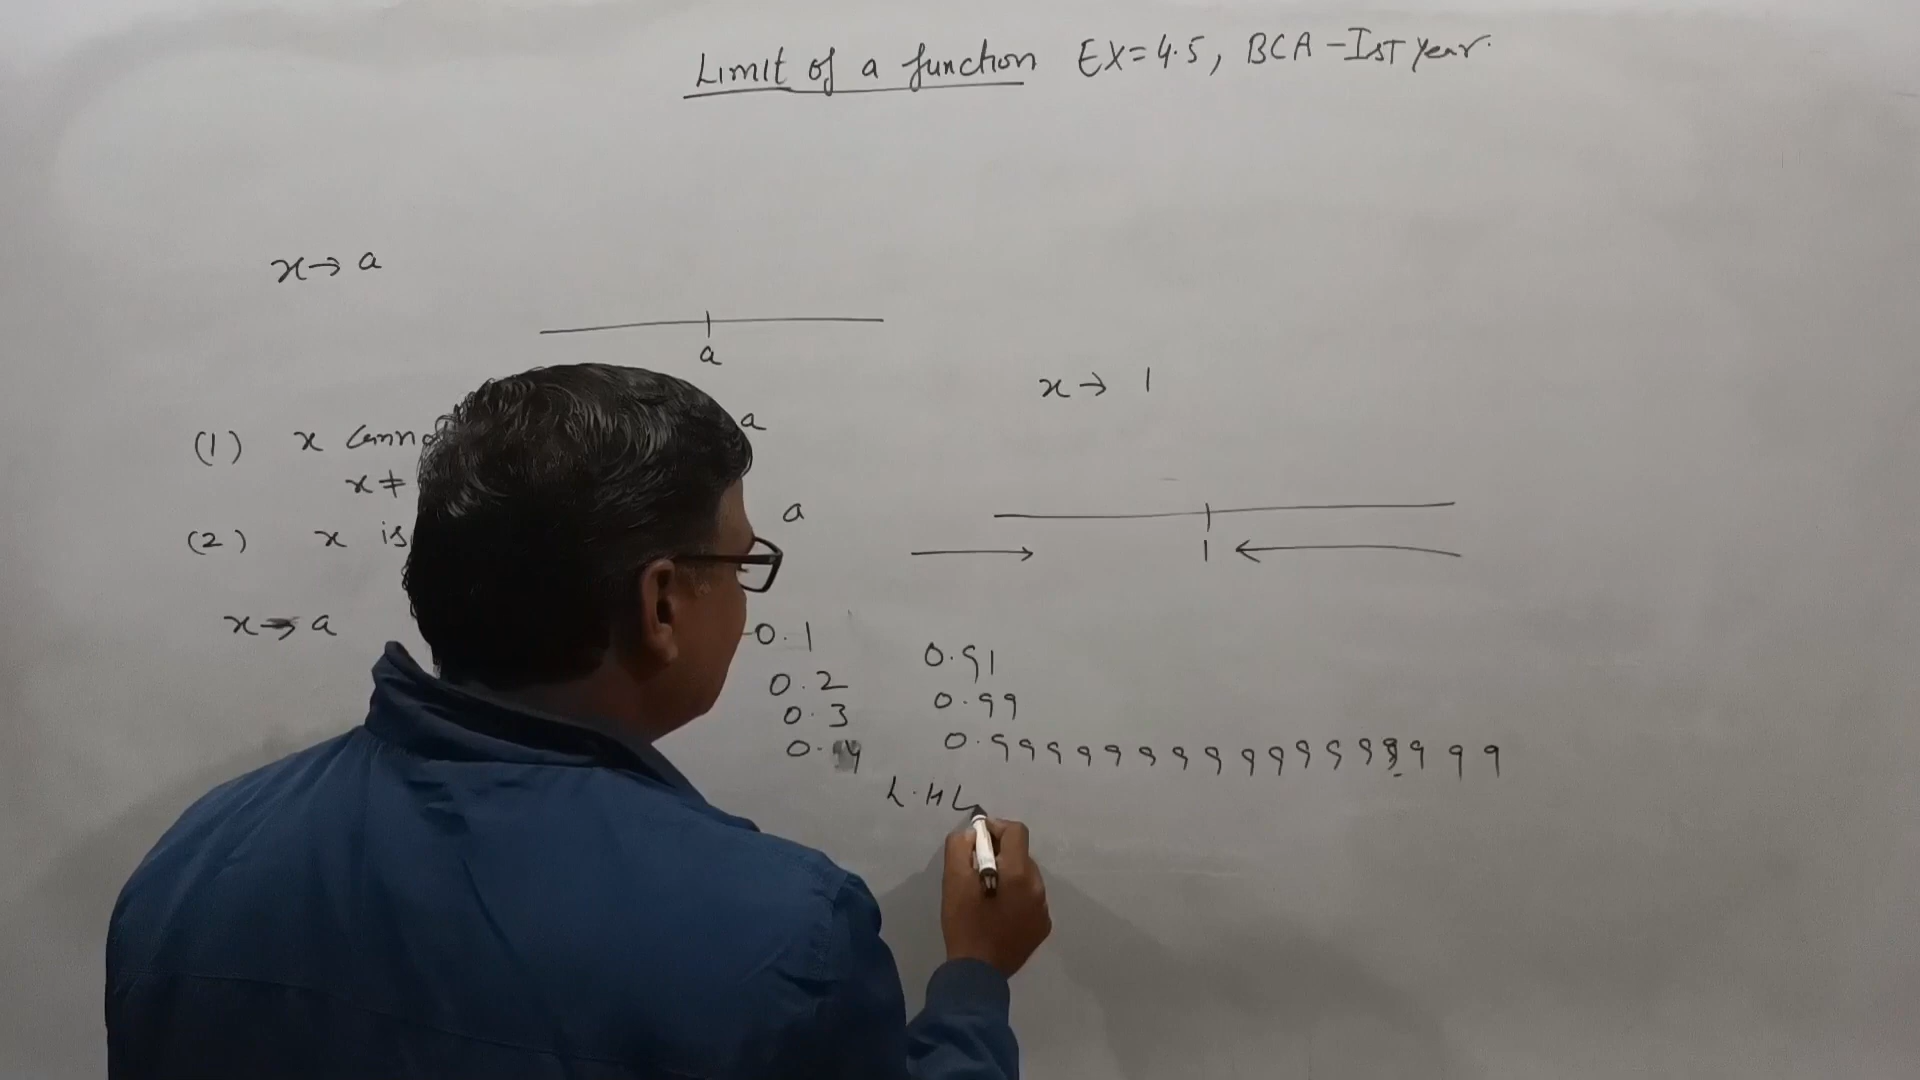 Limit of a function EX=4.5, BCA-Ist year.
x→ a
a
x→ 1
(1) x cannot a
x≠
(2) x is a
1
x→ a
0.1
0.2
0.3
0.4
0.91
0.99
0.999999999999999999
L.HL